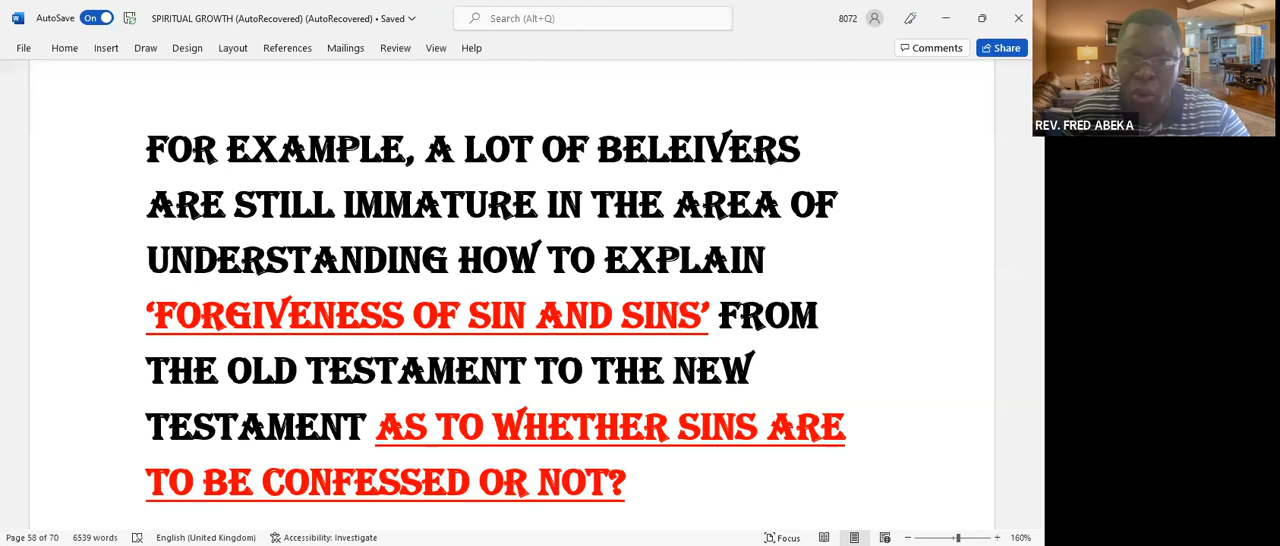 AutoSave On SPIRITUAL GROWTH (AutoRecovered) (AutoRecovered) • Saved Search (Alt+Q) 8072
File Home Insert Draw Design Layout References Mailings Review View Help Comments Share
REV. FRED ABEKA
FOR EXAMPLE, A LOT OF BELEIVERS
ARE STILL IMMATURE IN THE AREA OF
UNDERSTANDING HOW TO EXPLAIN
‘FORGIVENESS OF SIN AND SINS’ FROM
THE OLD TESTAMENT TO THE NEW
TESTAMENT AS TO WHETHER SINS ARE
TO BE CONFESSED OR NOT?
Page 58 of 70 6539 words English (United Kingdom) Accessibility: Investigate Focus 160%